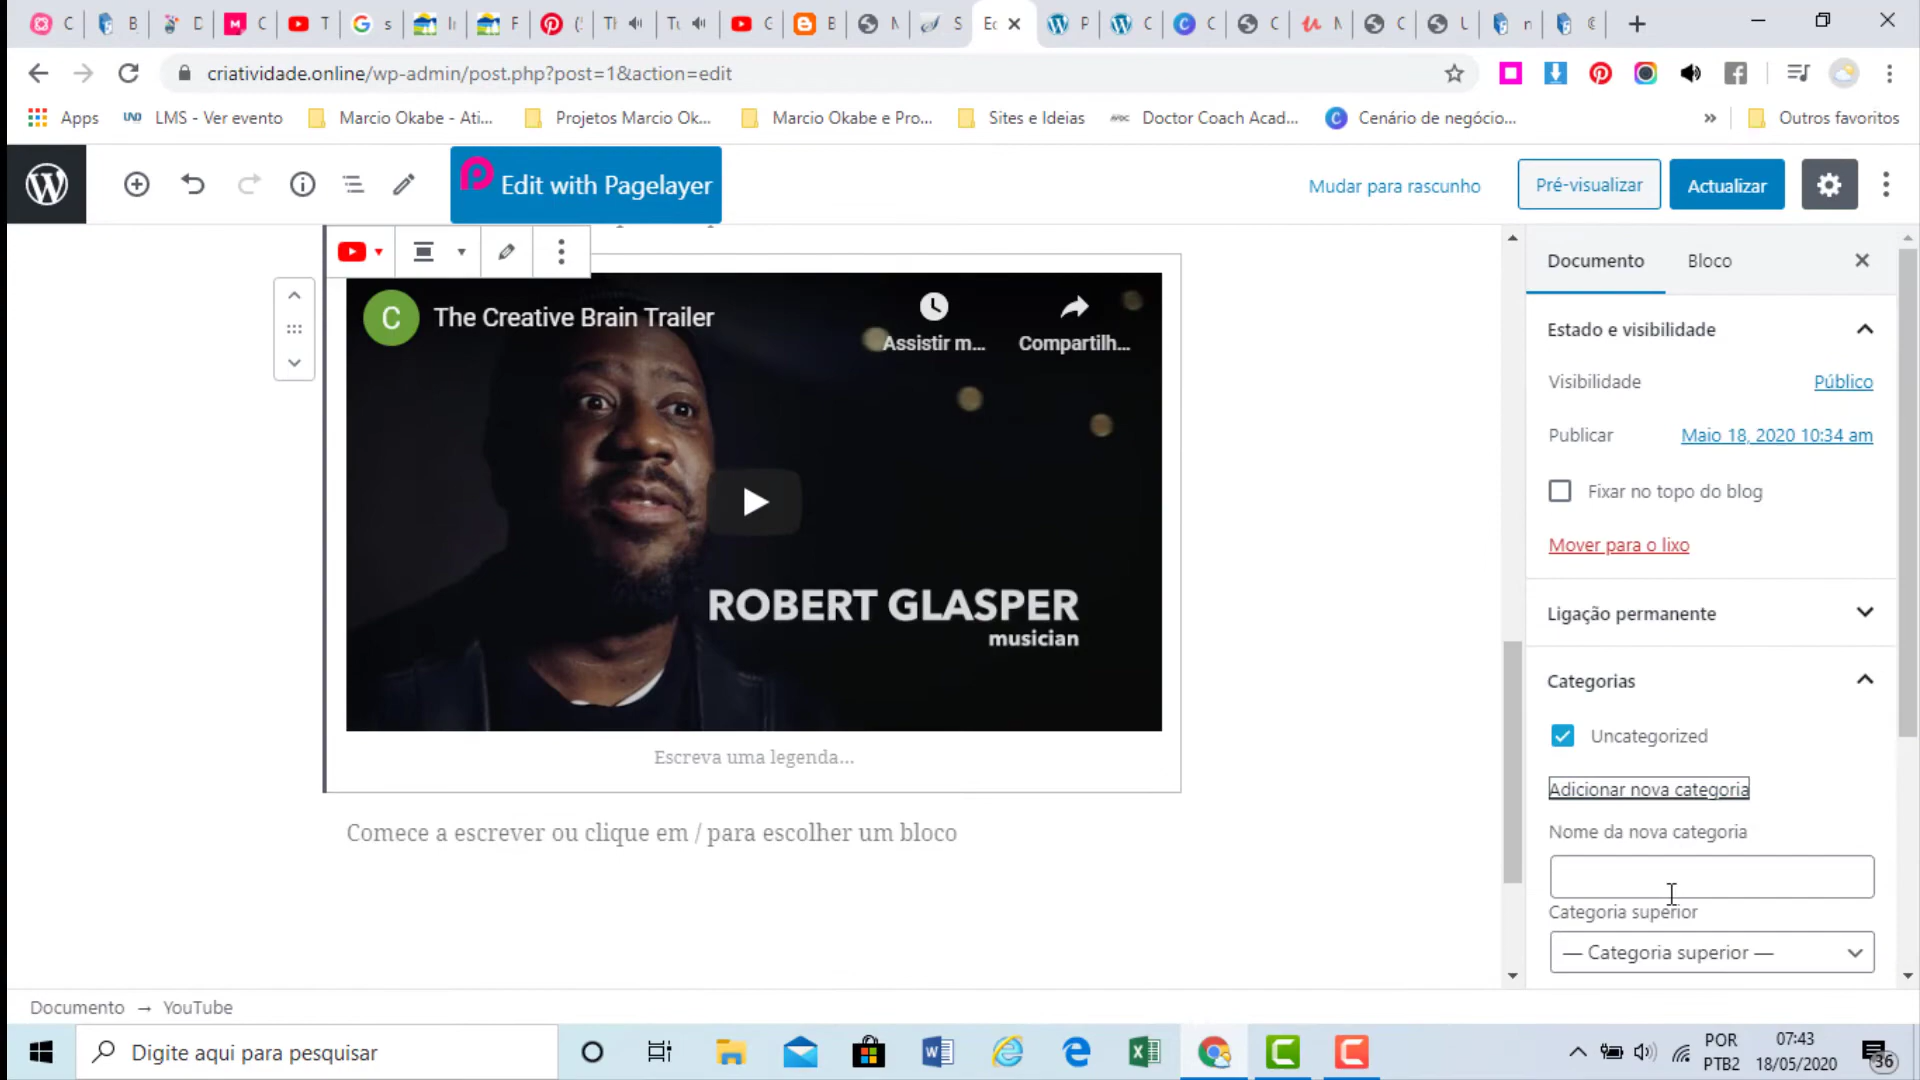 C
B
D
C
T
s
I
F
(:
Tł
Tu
C
B
N
S
Ec
P
C
C
C
N
C
L
n
criatividade.online/wp-admin/post.php?post=1&action=edit
Apps
LMS - Ver evento
Marcio Okabe - Ati...
Projetos Marcio Ok...
Marcio Okabe e Pro...
Sites e Ideias
Doctor Coach Acad...
Cenário de negócio...
»
Outros favoritos
Edit with Pagelayer
Mudar para rascunho
Pré-visualizar
Actualizar
C
The Creative Brain Trailer
Assistir m...
Compartilh...
ROBERT GLASPER
musician
Escreva uma legenda...
Comece a escrever ou clique em / para escolher um bloco
Documento
Bloco
Estado e visibilidade
Visibilidade
Público
Publicar
Maio 18, 2020 10:34 am
Fixar no topo do blog
Mover para o lixo
Ligação permanente
Categorias
Uncategorized
Adicionar nova categoria
Nome da nova categoria
Categoria superior
— Categoria superior —
Documento → YouTube
Digite aqui para pesquisar
POR
PTB2
07:43
18/05/2020
36